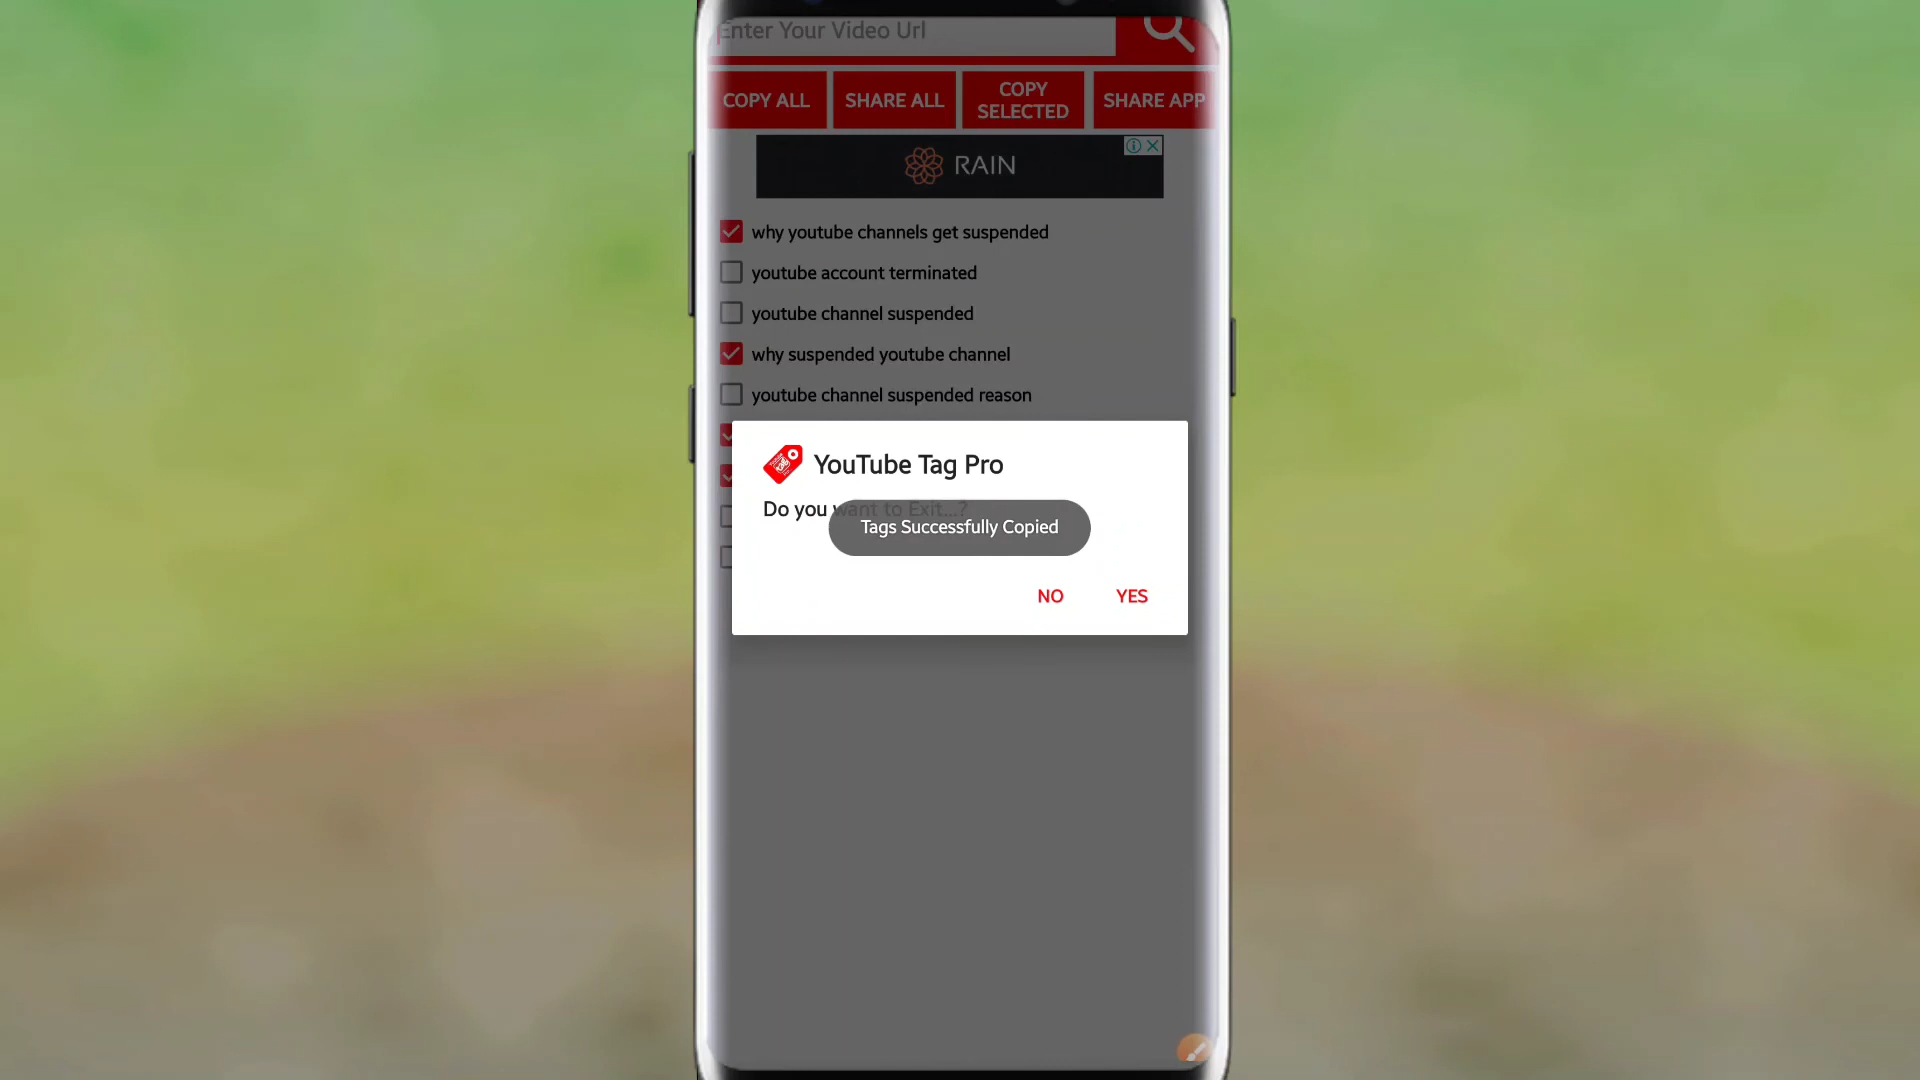 Enter Your Video Url
COPY ALL
SHARE ALL
COPY
SELECTED
SHARE APP
RAIN
why youtube channels get suspended
youtube account terminated
youtube channel suspended
why suspended youtube channel
youtube channel suspended reason
YouTube Tag Pro
Do you want to Exit...?
Tags Successfully Copied
NO
YES